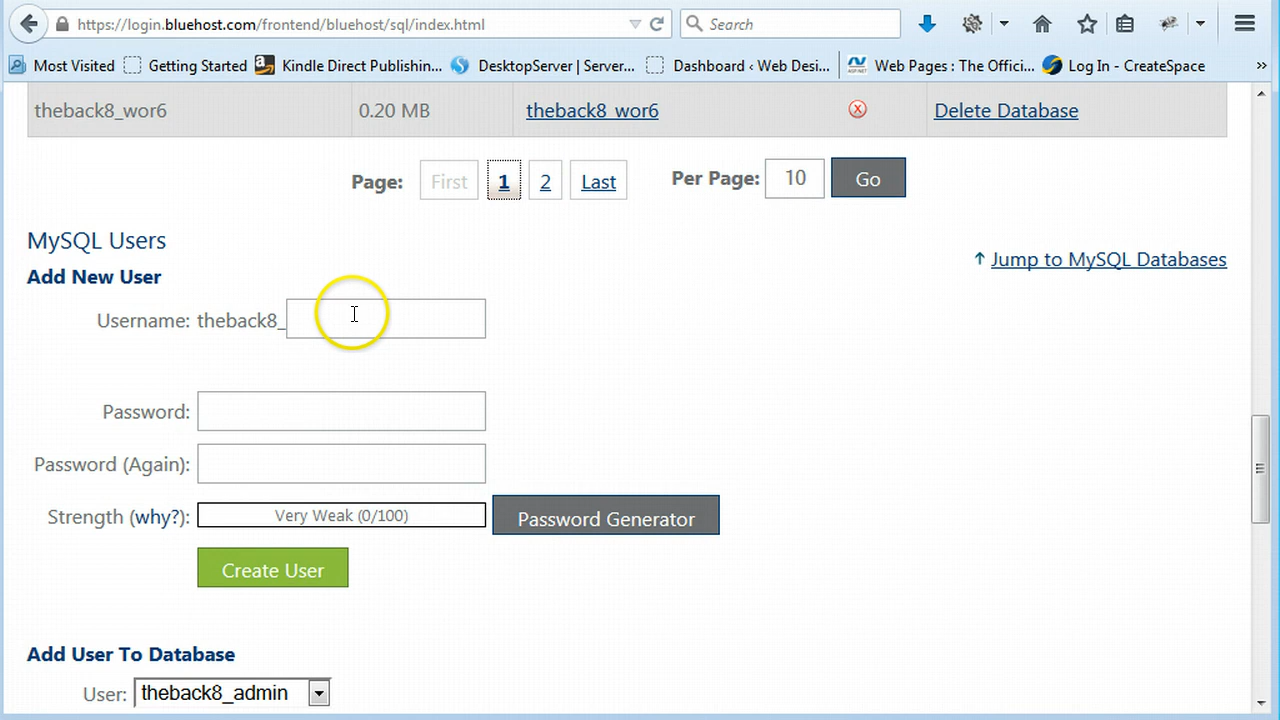 https://login.bluehost.com/frontend/bluehost/sql/index.html Search
Most Visited Getting Started Kindle Direct Publishin... DesktopServer | Server... Dashboard ‹ Web Desi... Web Pages : The Offici... Log In - CreateSpace »
theback8_wor6 0.20 MB theback8_wor6 Delete Database
Page: First 1 2 Last Per Page: 10 Go
MySQL Users
↑ Jump to MySQL Databases
Add New User
Username: theback8_
Password:
Password (Again):
Strength (why?): Very Weak (0/100) Password Generator
Create User
Add User To Database
User: theback8_admin